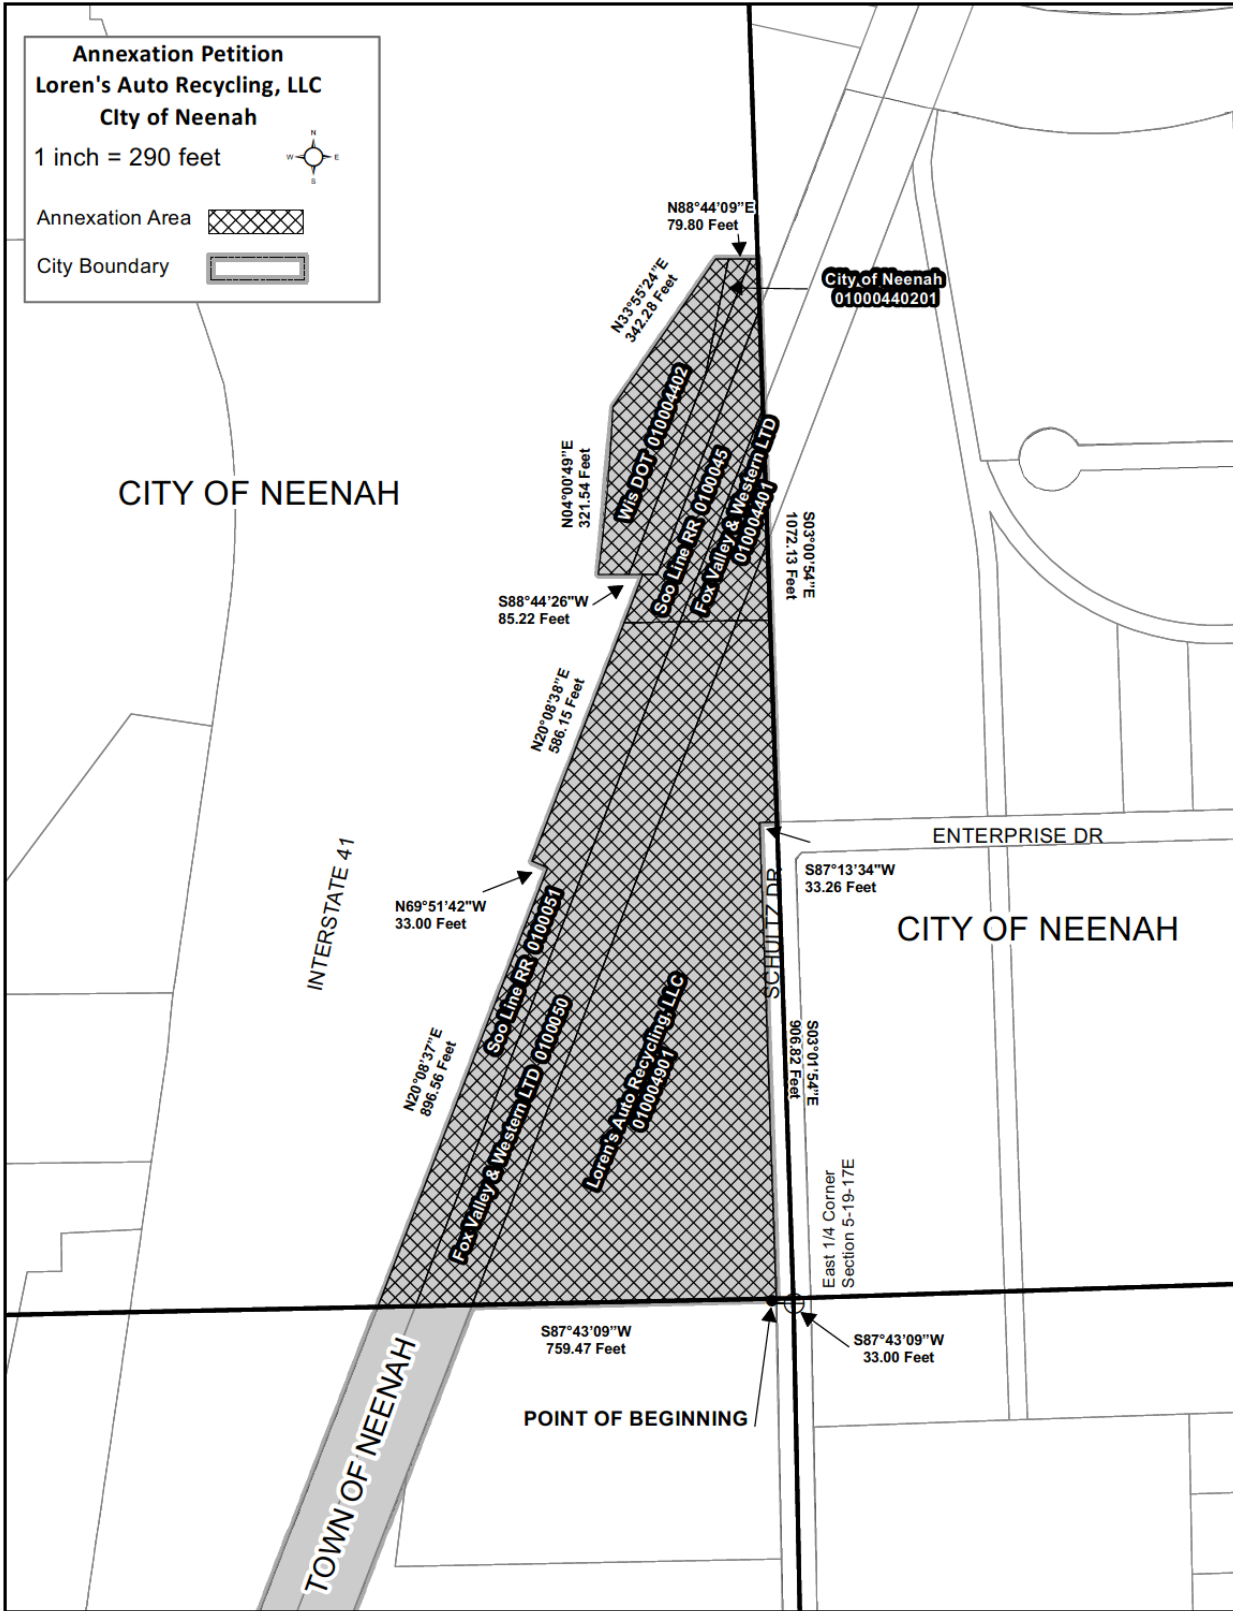 Annexation Petition
Loren's Auto Recycling, LLC
CIty of Neenah
1 inch = 290 feet
N
W E
S
Annexation Area
City Boundary
N88°44'09"E
79.80 Feet
City of Neenah
01000440201
N33°55'24"E
342.28 Feet
Wis DOT 010004402
Soo Line RR 0100045
Fox Valley & Western LTD
010004401
CITY OF NEENAH
N04°00'49"E
321.54 Feet
S03°00'54"E
1072.13 Feet
S88°44'26"W
85.22 Feet
N20°08'38"E
586.15 Feet
ENTERPRISE DR
S87°13'34"W
33.26 Feet
INTERSTATE 41
N69°51'42"W
33.00 Feet
SCHULTZ DR
CITY OF NEENAH
Soo Line RR 0100051
Fox Valley & Western LTD 0100050
Loren's Auto Recycling, LLC
010004901
N20°08'37"E
896.56 Feet
S03°01'54"E
906.82 Feet
East 1/4 Corner
Section 5-19-17E
S87°43'09"W
759.47 Feet
S87°43'09"W
33.00 Feet
POINT OF BEGINNING
TOWN OF NEENAH